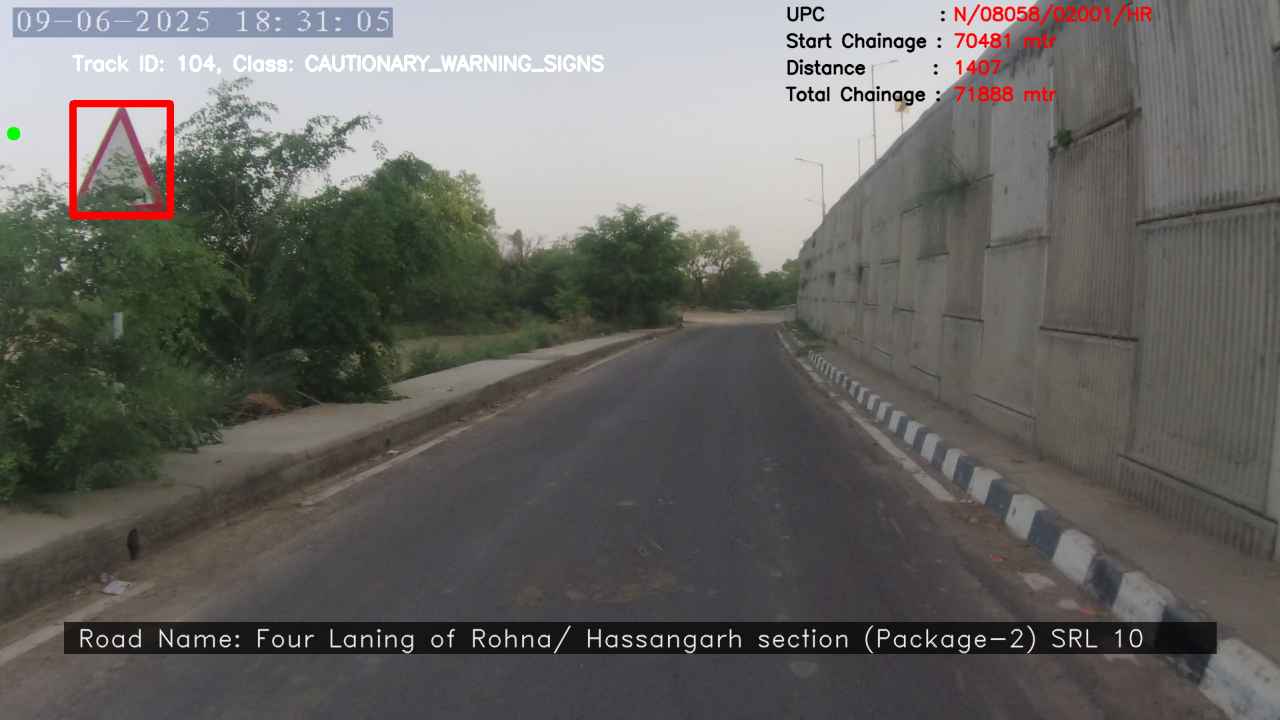 09-06-2025 18:31:05
Track ID: 104, Class: CAUTIONARY_WARNING_SIGNS
UPC : N/08058/02001/HR
Start Chainage : 70481 mtr
Distance : 1407
Total Chainage : 71888 mtr
Road Name: Four Laning of Rohna/ Hassangarh section (Package-2) SRL 10